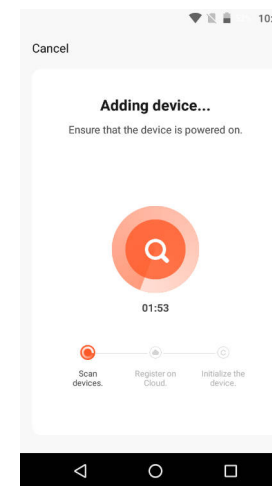 10:
Cancel
Adding device...
Ensure that the device is powered on.
01:53
Scan
devices.
Register on
Cloud.
Initialize the
device.